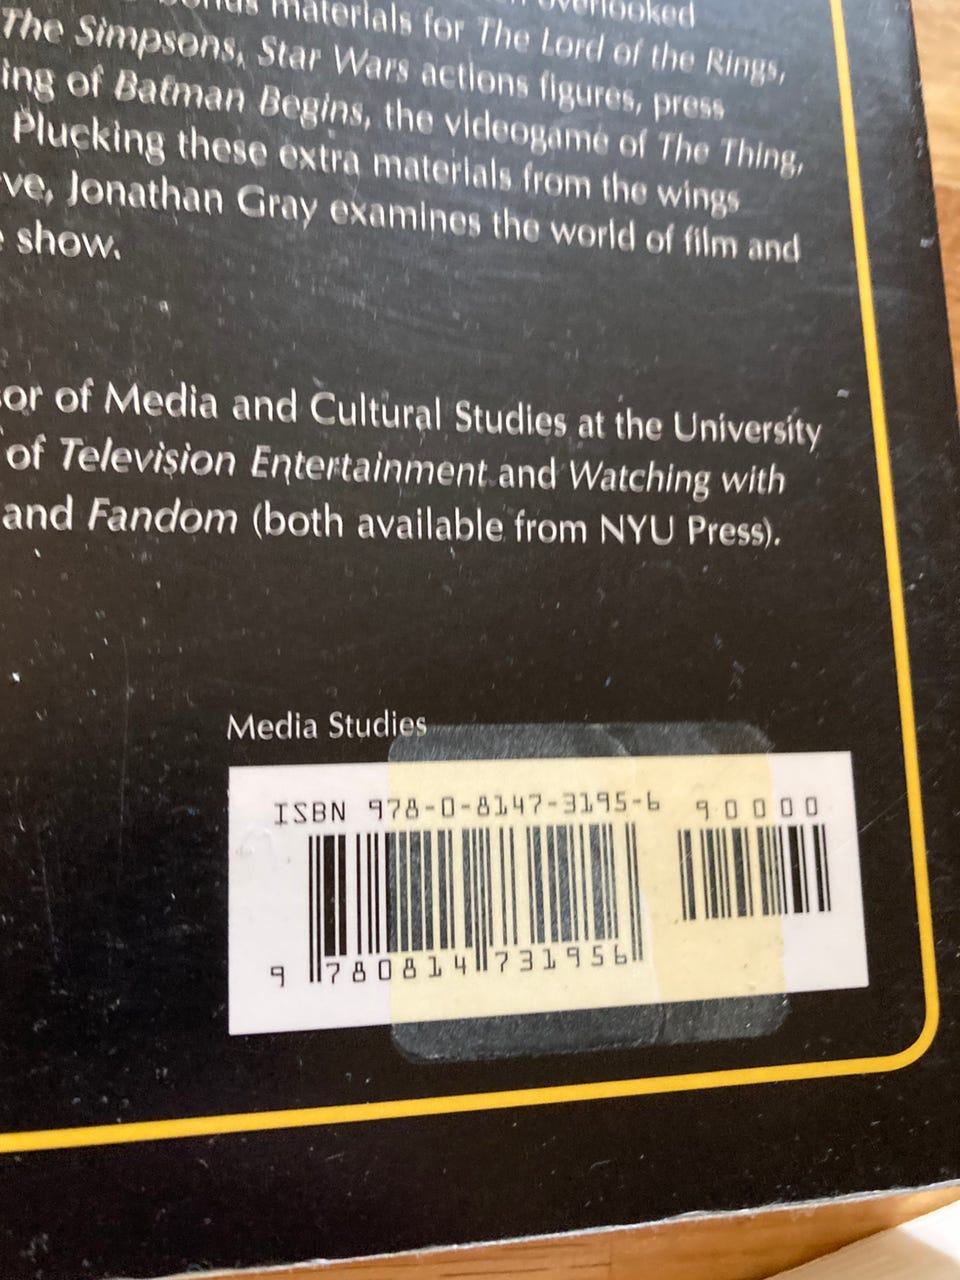 materials for The Lord of the Rings,
The Simpsons, Star Wars actions figures, press
ing of Batman Begins, the videogame of The Thing,
Plucking these extra materials from the wings
ve, Jonathan Gray examines the world of film and
show.
or of Media and Cultural Studies at the University
of Television Entertainment and Watching with
and Fandom (both available from NYU Press).
Media Studies
ISBN 978-0-8147-3195-6 90000
9 780814 731956